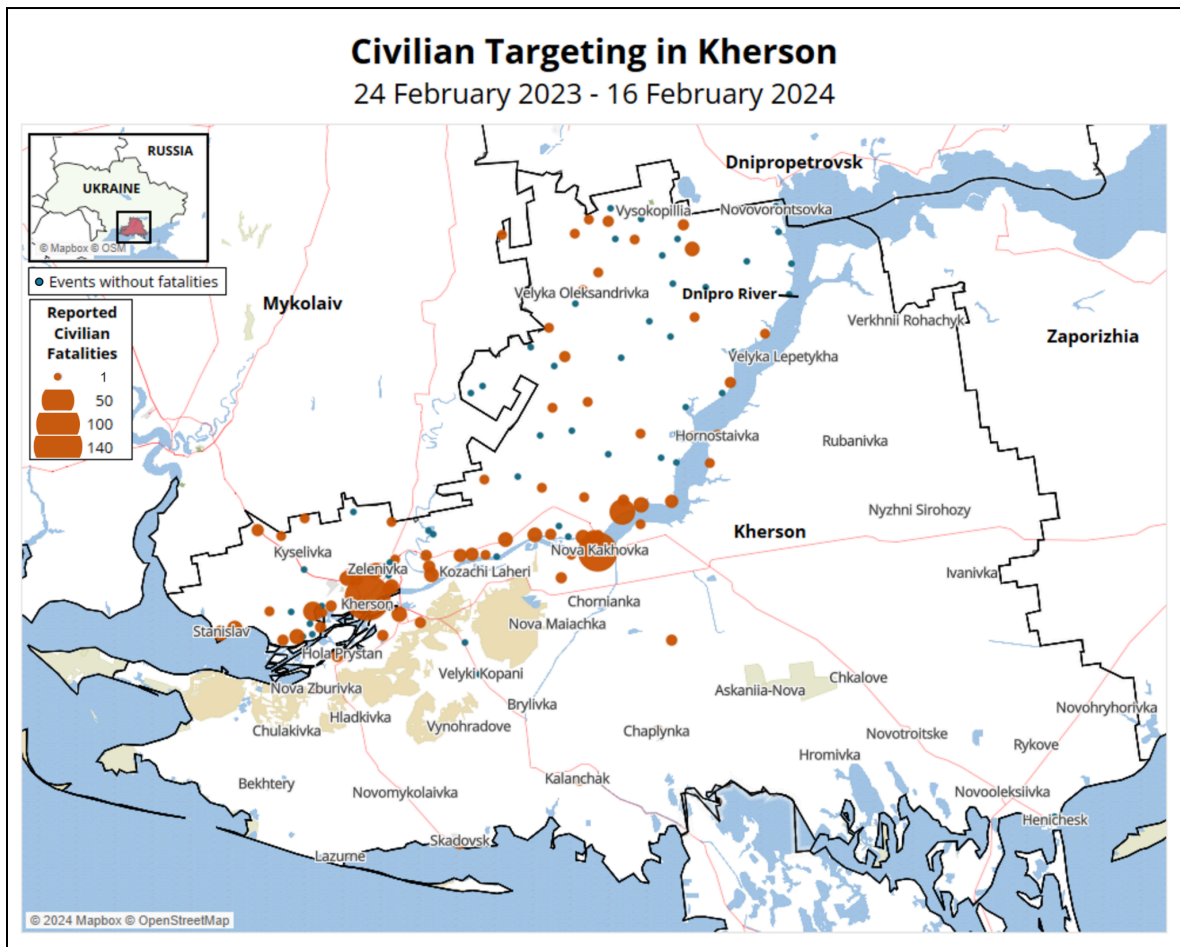 Civilian Targeting in Kherson
24 February 2023 - 16 February 2024
RUSSIA
UKRAINE
© Mapbox © OSM
Events without fatalities
Reported
Civilian
Fatalities
1
50
100
140
Mykolaiv
Dnipropetrovsk
Vysokopillia
Novovorontsovka
Velyka Oleksandrivka
Dnipro River
Verkhnii Rohachyk
Zaporizhia
Velyka Lepetykha
Hornostaivka
Rubanivka
Nyzhni Sirohozy
Kherson
Kyselivka
Nova Kakhovka
Zelenivka
Kozachi Laheri
Ivanivka
Kherson
Chornianka
Stanislav
Nova Maiachka
Hola Prystan
Velyki Kopani
Chkalove
Nova Zburivka
Askaniia-Nova
Brylivka
Novohryhorivka
Hladkivka
Chulakivka
Vynohradove
Chaplynka
Novotroitske
Rykove
Hromivka
Bekhtery
Kalanchak
Novomykolaivka
Novooleksiivka
Henichesk
Skadovsk
Lazurne
© 2024 Mapbox © OpenStreetMap